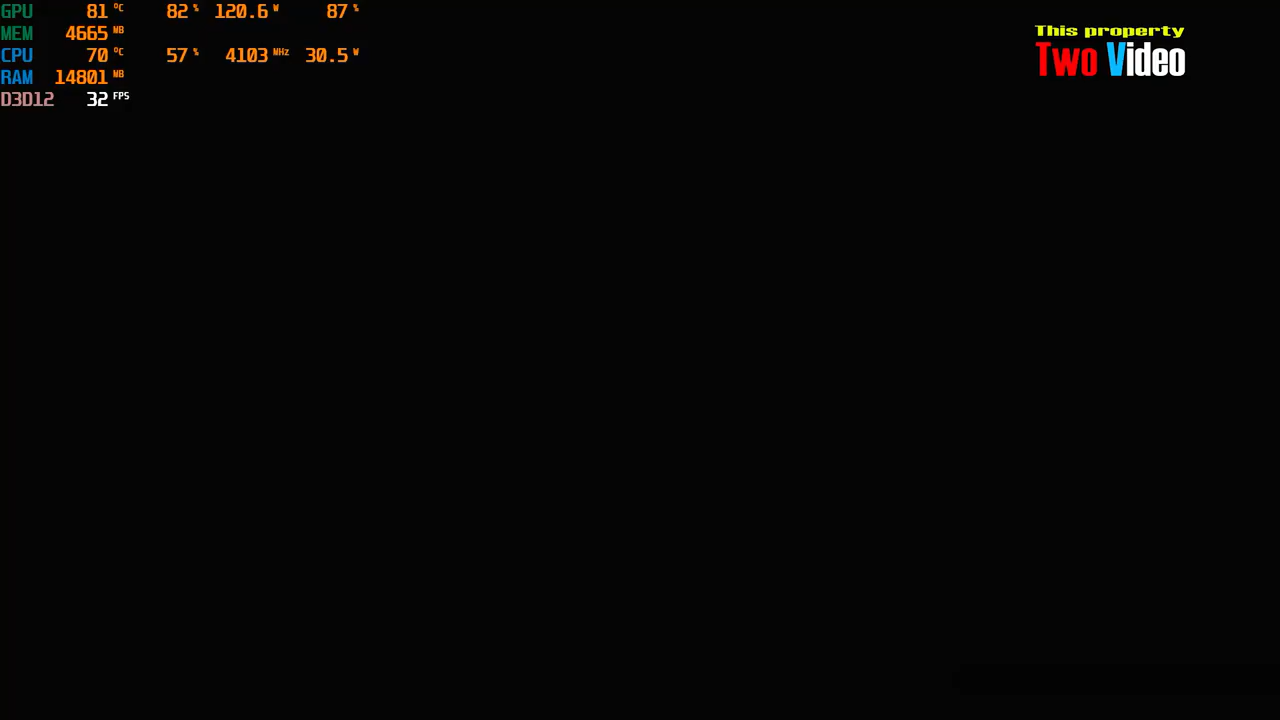 GPU 81 °C 82 % 120.6 W 87 %
MEM 4665 MB
CPU 70 °C 57 % 4103 MHz 30.5 W
RAM 14801 MB
D3D12 32 FPS
This property
Two Video